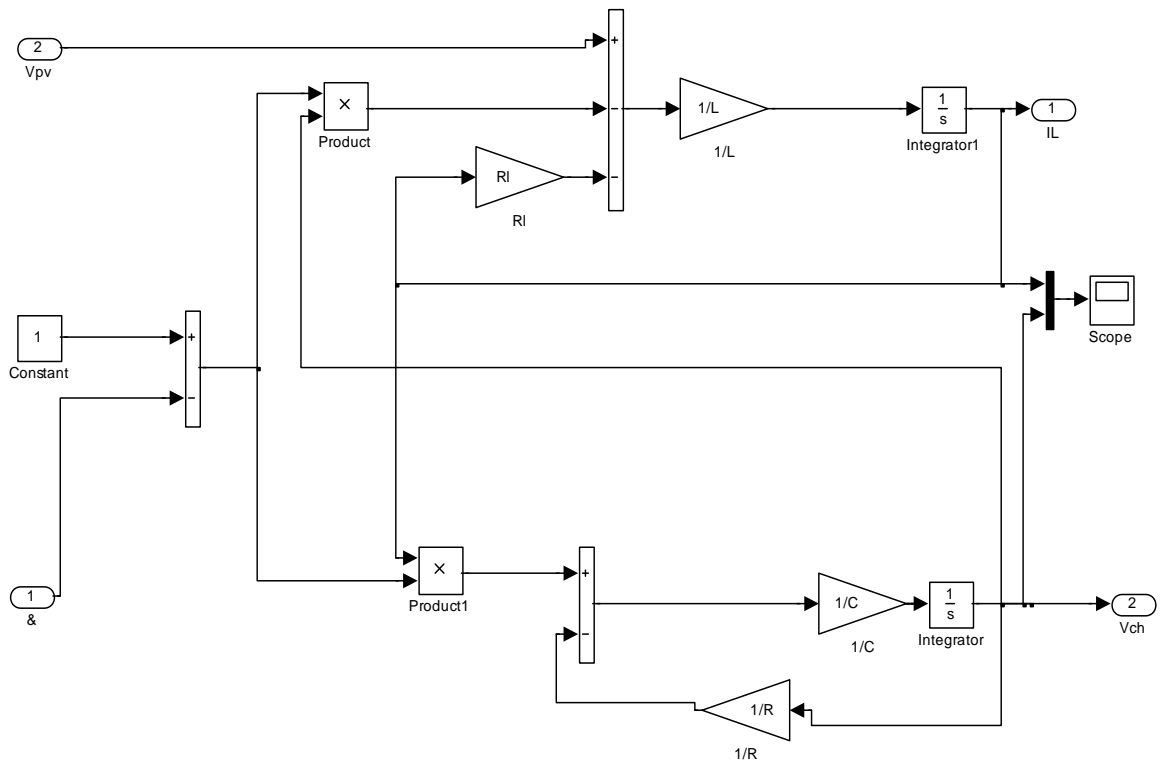 2
Vpv
+
×
Product
−
1/L
1/L
1
s
Integrator1
1
IL
Rl
Rl
−
Scope
1
Constant
+
−
×
Product1
+
−
1/C
1/C
1
s
Integrator
2
Vch
1
&
1/R
1/R